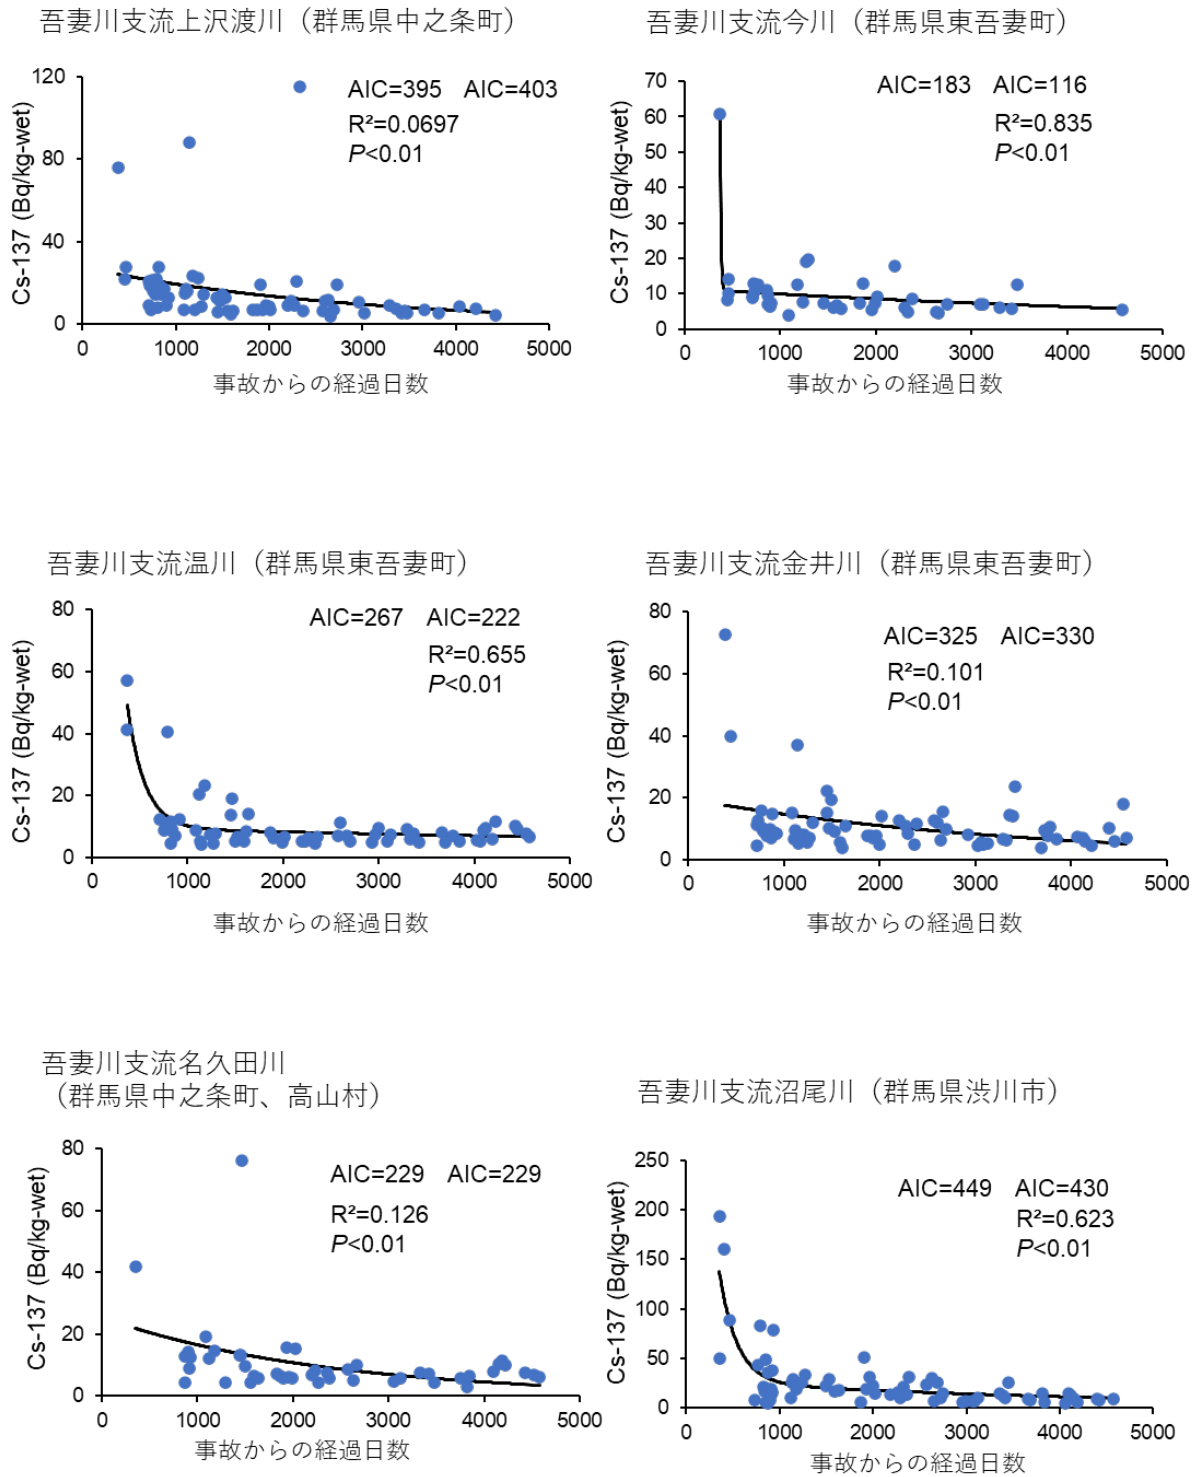 吾妻川支流上沢渡川（群馬県中之条町）
Cs-137 (Bq/kg-wet)
120
80
40
0
AIC=395 AIC=403
R²=0.0697
P<0.01
0 1000 2000 3000 4000 5000
事故からの経過日数
吾妻川支流今川（群馬県東吾妻町）
Cs-137 (Bq/kg-wet)
70
60
50
40
30
20
10
0
AIC=183 AIC=116
R²=0.835
P<0.01
0 1000 2000 3000 4000 5000
事故からの経過日数
吾妻川支流温川（群馬県東吾妻町）
Cs-137 (Bq/kg-wet)
80
60
40
20
0
AIC=267 AIC=222
R²=0.655
P<0.01
0 1000 2000 3000 4000 5000
事故からの経過日数
吾妻川支流金井川（群馬県東吾妻町）
Cs-137 (Bq/kg-wet)
80
60
40
20
0
AIC=325 AIC=330
R²=0.101
P<0.01
0 1000 2000 3000 4000 5000
事故からの経過日数
吾妻川支流名久田川
（群馬県中之条町、高山村）
Cs-137 (Bq/kg-wet)
80
60
40
20
0
AIC=229 AIC=229
R²=0.126
P<0.01
0 1000 2000 3000 4000 5000
事故からの経過日数
吾妻川支流沼尾川（群馬県渋川市）
Cs-137 (Bq/kg-wet)
250
200
150
100
50
0
AIC=449 AIC=430
R²=0.623
P<0.01
0 1000 2000 3000 4000 5000
事故からの経過日数